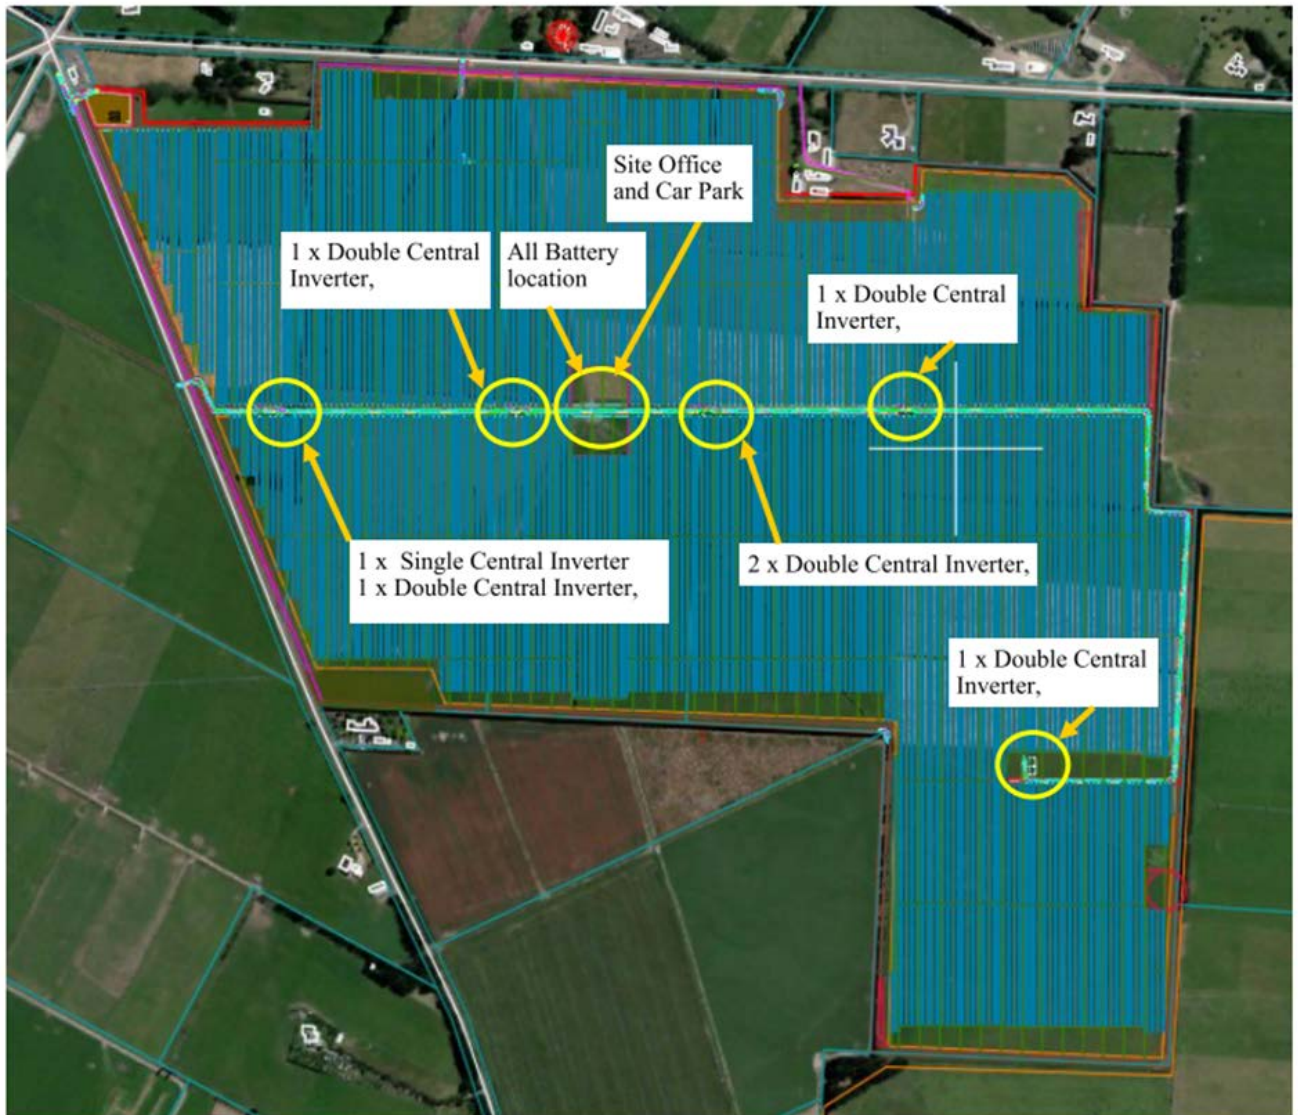 Site Office
and Car Park
1 x Double Central
Inverter,
All Battery
location
1 x Double Central
Inverter,
1 x  Single Central Inverter
1 x Double Central Inverter,
2 x Double Central Inverter,
1 x Double Central
Inverter,